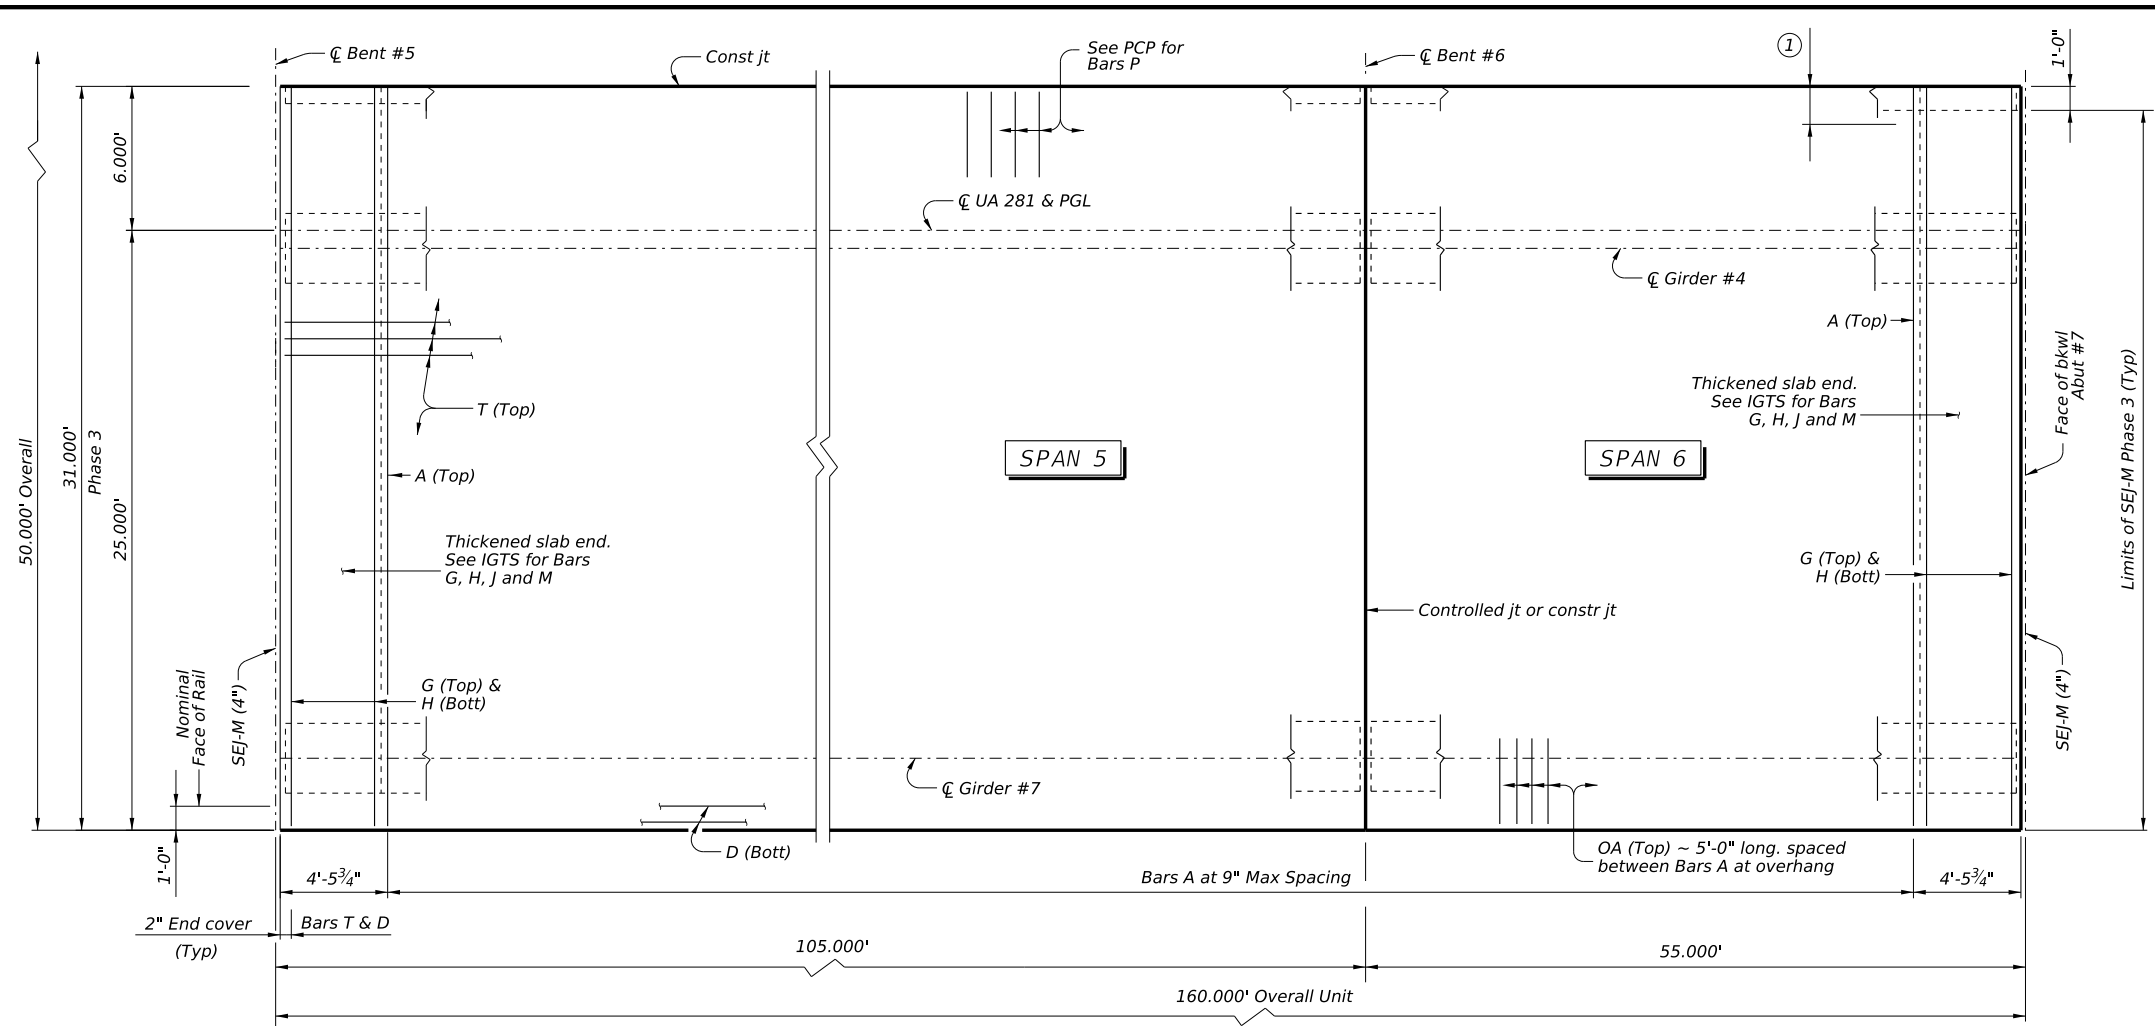 ℄ Bent #5
Const jt
See PCP for
Bars P
℄ Bent #6
1
1'-0"
6.000'
℄ UA 281 & PGL
℄ Girder #4
A (Top)
T (Top)
Thickened slab end.
See IGTS for Bars
G, H, J and M
Face of bkwl
Abut #7
Limits of SEJ-M Phase 3 (Typ)
50.000' Overall
31.000'
Phase 3
25.000'
SPAN 5
SPAN 6
A (Top)
Thickened slab end.
See IGTS for Bars
G, H, J and M
G (Top) &
H (Bott)
Controlled jt or constr jt
Nominal
Face of Rail
SEJ-M (4")
G (Top) &
H (Bott)
SEJ-M (4")
℄ Girder #7
1'-0"
D (Bott)
OA (Top) ~ 5'-0" long. spaced
between Bars A at overhang
4'-5¾"
Bars A at 9" Max Spacing
4'-5¾"
2" End cover
(Typ)
Bars T & D
105.000'
55.000'
160.000' Overall Unit